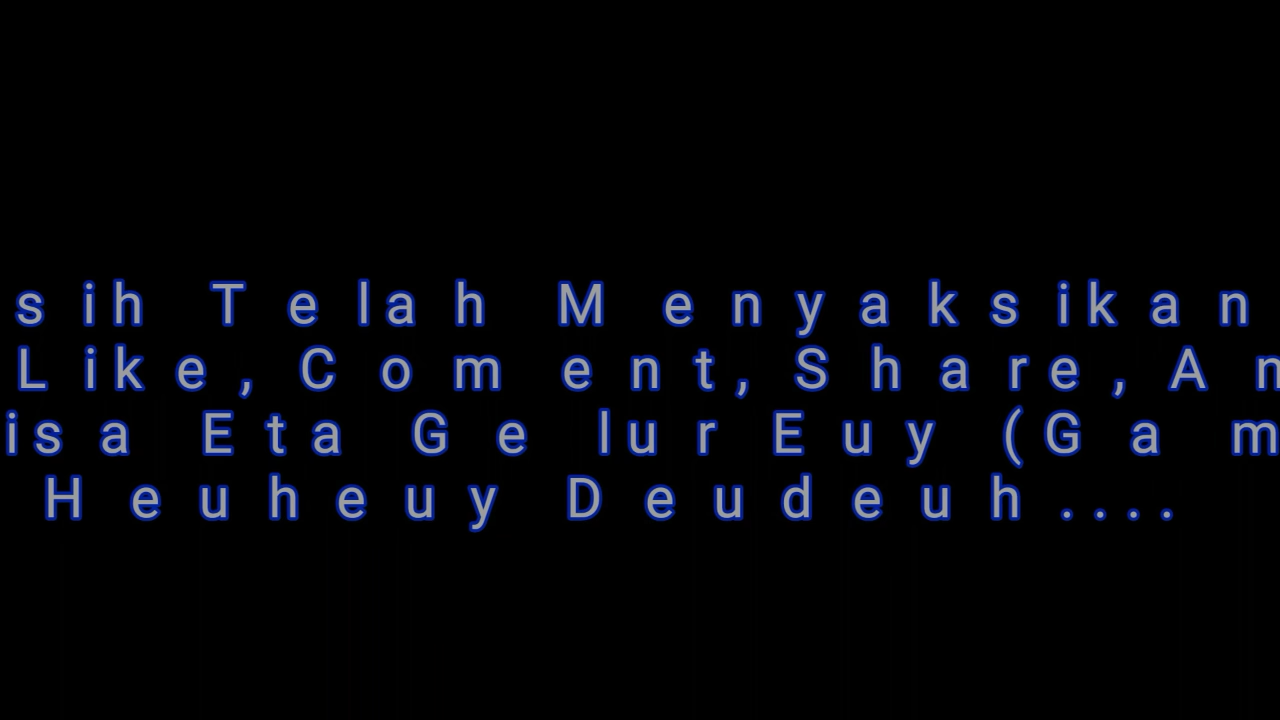 sih Telah Menyaksikan
Like,Coment,Share,An
isa Eta Gelur Euy (Gam
Heuheuy Deudeuh....